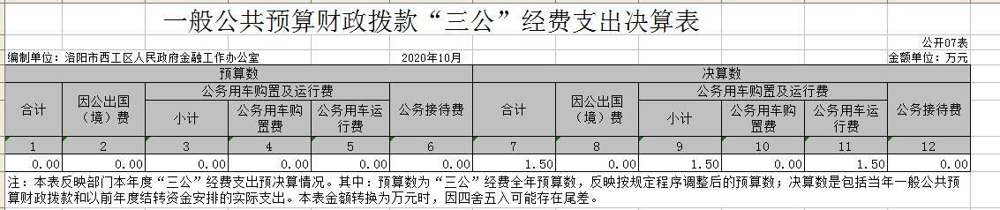 一般公共预算财政拨款“三公”经费支出决算表
公开07表
编制单位：洛阳市西工区人民政府金融工作办公室 2020年10月 金额单位：万元
预算数 决算数
合计 因公出国（境）费 公务用车购置及运行费 公务接待费 合计 因公出国（境）费 公务用车购置及运行费 公务接待费
小计 公务用车购置费 公务用车运行费 小计 公务用车购置费 公务用车运行费
1 2 3 4 5 6 7 8 9 10 11 12
0.00 0.00 0.00 0.00 0.00 0.00 1.50 0.00 1.50 0.00 1.50 0.00
注：本表反映部门本年度“三公”经费支出预决算情况。其中：预算数为“三公”经费全年预算数，反映按规定程序调整后的预算数；决算数是包括当年一般公共预
算财政拨款和以前年度结转资金安排的实际支出。本表金额转换为万元时，因四舍五入可能存在尾差。